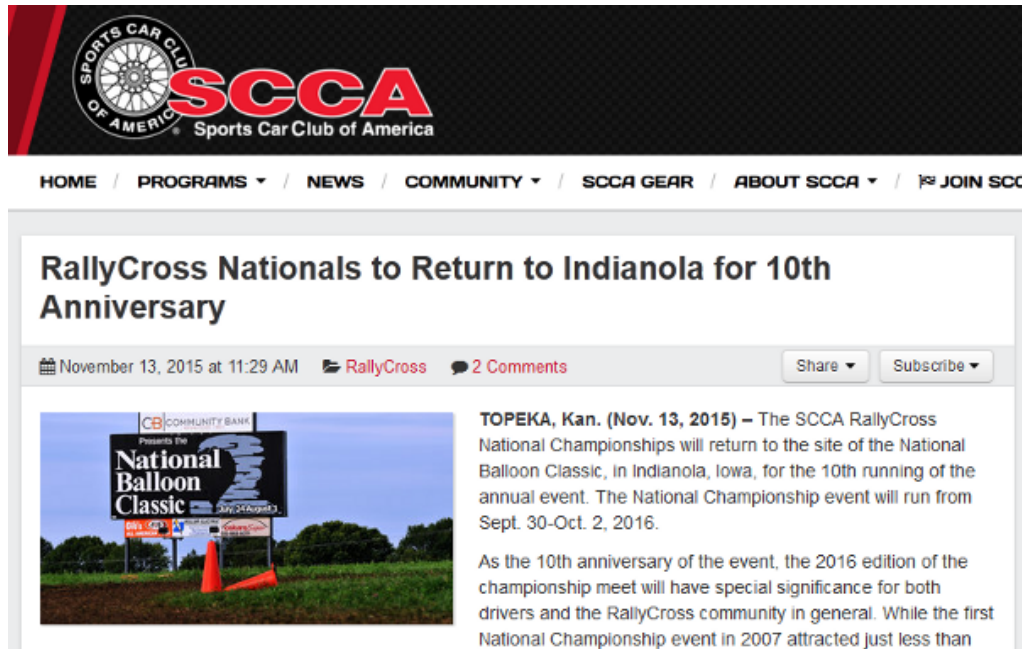 SPORTS CAR CLUB OF AMERICA
SCCA
Sports Car Club of America
HOME / PROGRAMS / NEWS / COMMUNITY / SCCA GEAR / ABOUT SCCA / JOIN SCC
RallyCross Nationals to Return to Indianola for 10th
Anniversary
November 13, 2015 at 11:29 AM RallyCross 2 Comments Share Subscribe
CB COMMUNITY BANK
Presents the
National
Balloon
Classic
July 24-August 1
TOPEKA, Kan. (Nov. 13, 2015) – The SCCA RallyCross
National Championships will return to the site of the National
Balloon Classic, in Indianola, Iowa, for the 10th running of the
annual event. The National Championship event will run from
Sept. 30-Oct. 2, 2016.
As the 10th anniversary of the event, the 2016 edition of the
championship meet will have special significance for both
drivers and the RallyCross community in general. While the first
National Championship event in 2007 attracted just less than